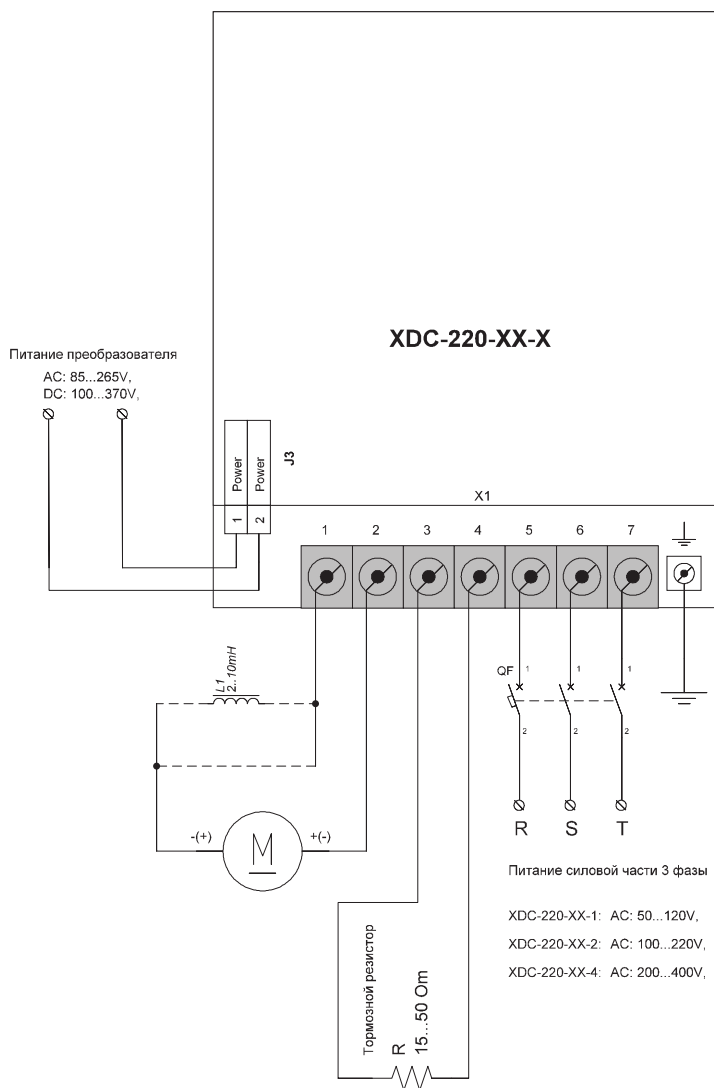 XDC-220-XX-X
Питание преобразователя
AC: 85...265V,
DC: 100...370V,
Power
Power
J3
1
2
X1
1 2 3 4 5 6 7
L1
2..10mH
QF
1 1 1
2 2 2
R S T
-(+)
+(-)
M
Питание силовой части 3 фазы
XDC-220-XX-1: AC: 50...120V,
XDC-220-XX-2: AC: 100...220V,
XDC-220-XX-4: AC: 200...400V,
Тормозной резистор
R
15...50 Om